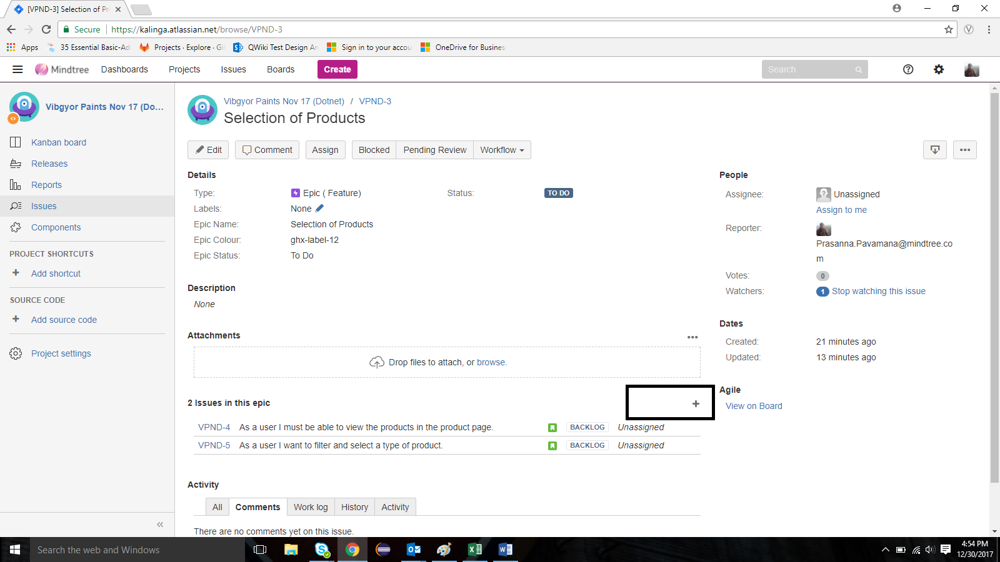 [VPND-3] Selection of Pr
Secure https://kalinga.atlassian.net/browse/VPND-3
Apps 35 Essential Basic-Ad Projects · Explore · Gi QWiki Test Design An Sign in to your accou OneDrive for Busines
Mindtree Dashboards Projects Issues Boards Create Search
Vibgyor Paints Nov 17 (Do...
Kanban board
Releases
Reports
Issues
Components
PROJECT SHORTCUTS
+ Add shortcut
SOURCE CODE
+ Add source code
Project settings
Vibgyor Paints Nov 17 (Dotnet) / VPND-3
Selection of Products
Edit Comment Assign Blocked Pending Review Workflow
Details
Type: Epic ( Feature) Status: TO DO
Labels: None
Epic Name: Selection of Products
Epic Colour: ghx-label-12
Epic Status: To Do
Description
None
Attachments
Drop files to attach, or browse.
2 Issues in this epic +
VPND-4 As a user I must be able to view the products in the product page. BACKLOG Unassigned
VPND-5 As a user I want to filter and select a type of product. BACKLOG Unassigned
Activity
All Comments Work log History Activity
There are no comments yet on this issue.
People
Assignee: Unassigned
Assign to me
Reporter:
Prasanna.Pavamana@mindtree.co
m
Votes: 0
Watchers: 1 Stop watching this issue
Dates
Created: 21 minutes ago
Updated: 13 minutes ago
Agile
View on Board
Search the web and Windows
4:54 PM
12/30/2017